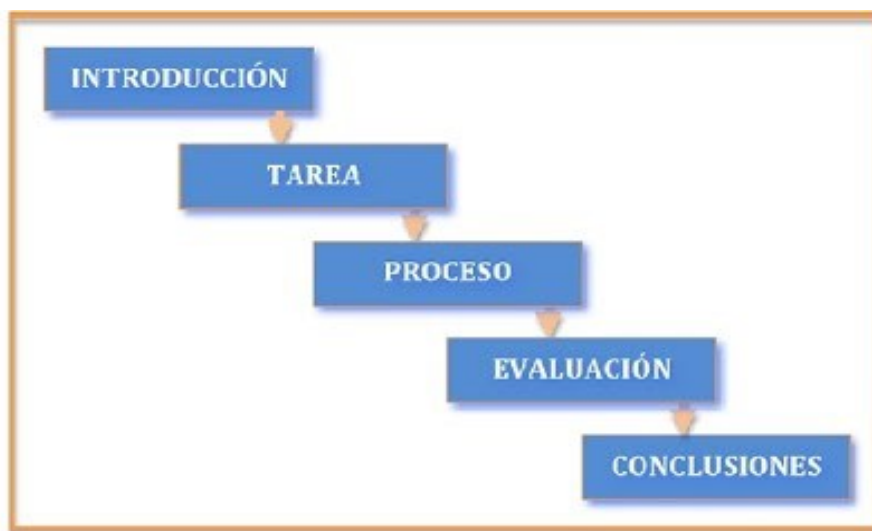 INTRODUCCIÓN
TAREA
PROCESO
EVALUACIÓN
CONCLUSIONES